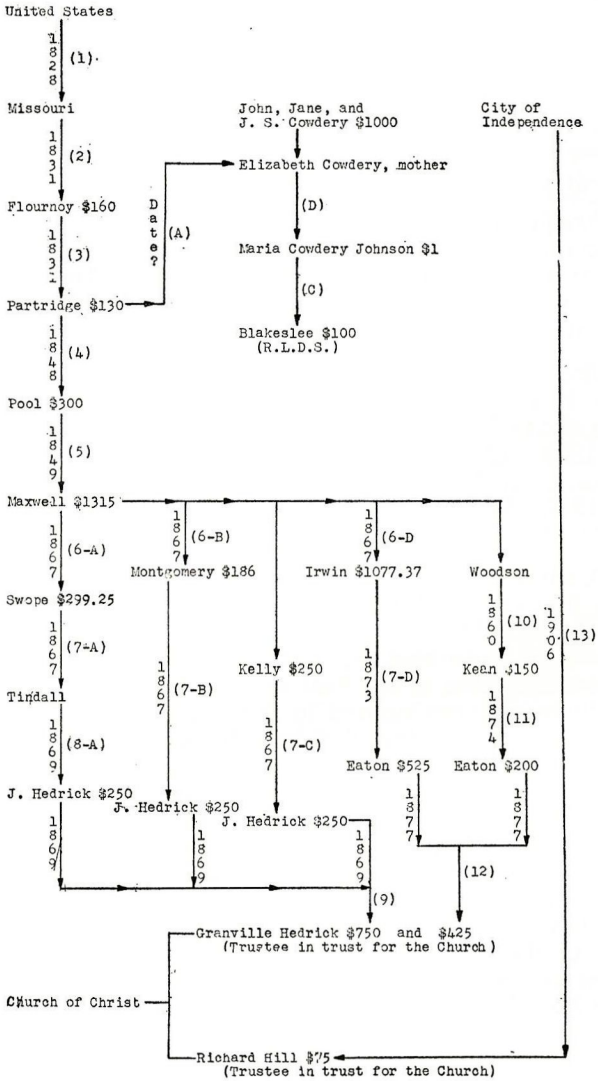 United States
1828 (1)
Missouri
John, Jane, and
J. S. Cowdery $1000
City of
Independence
1831 (2)
Elizabeth Cowdery, mother
Flournoy $160
Date? (A)
(D)
1831 (3)
Maria Cowdery Johnson $1
(C)
Partridge $130
Blakeslee $100
(R.L.D.S.)
1848 (4)
Pool $300
1849 (5)
Maxwell $1315
1867 (6-A)
1867 (6-B)
1867 (6-D
Montgomery $186
Irwin $1077.37
Woodson
Swope $299.25
1860 (10)
1906 (13)
1867 (7-A)
Kelly $250
Kean $150
1867 (7-B)
1873 (7-D)
Tindall
1874 (11)
1869 (8-A)
1867 (7-C)
Eaton $525
Eaton $200
J. Hedrick $250
J. Hedrick $250
J. Hedrick $250
1869
1869
1869
1877
1877
(12)
(9)
Granville Hedrick $750 and $425
(Trustee in trust for the Church)
Church of Christ
Richard Hill $75
(Trustee in trust for the Church)